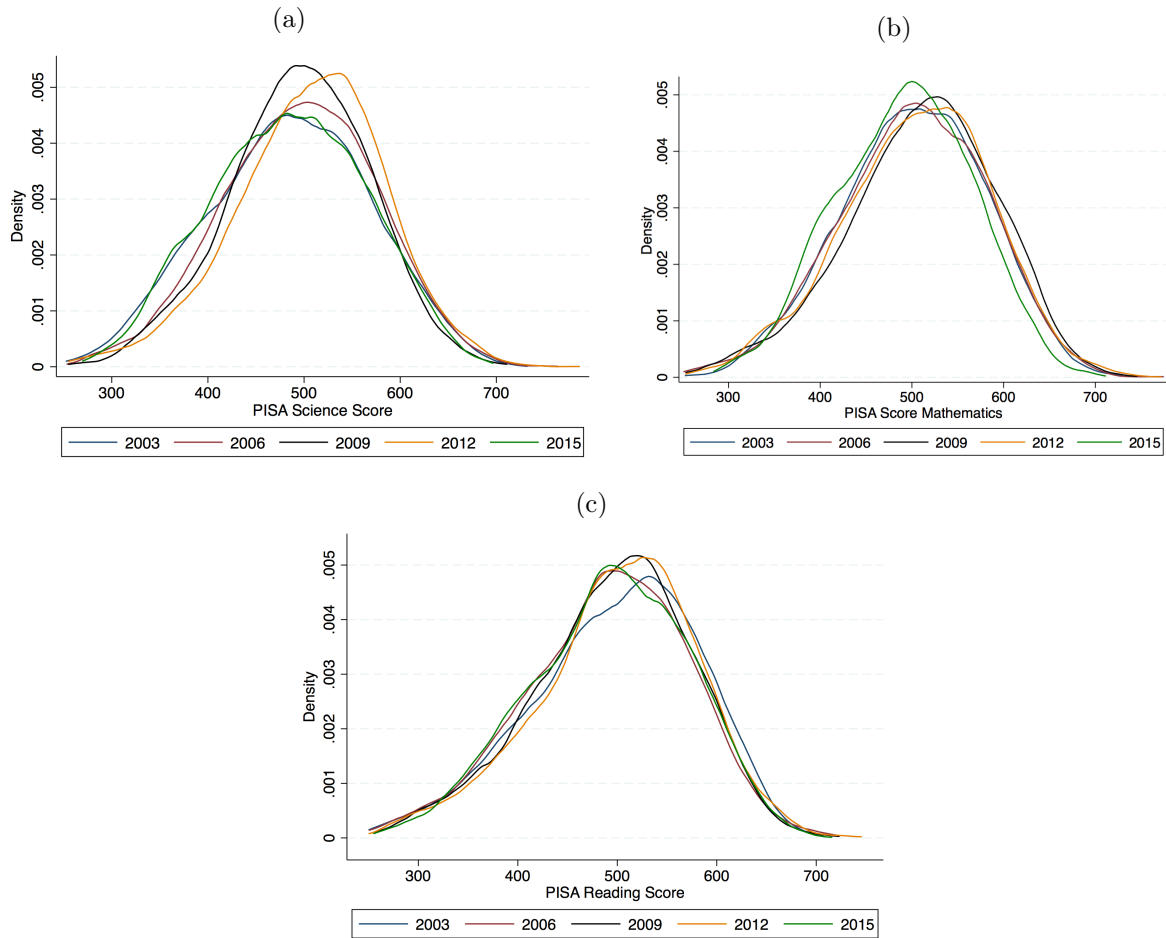 (a)
Density
.005
.004
.003
.002
.001
0
300 400 500 600 700
PISA Science Score
2003 2006 2009 2012 2015
(b)
Density
.005
.004
.003
.002
.001
0
300 400 500 600 700
PISA Score Mathematics
2003 2006 2009 2012 2015
(c)
Density
.005
.004
.003
.002
.001
0
300 400 500 600 700
PISA Reading Score
2003 2006 2009 2012 2015